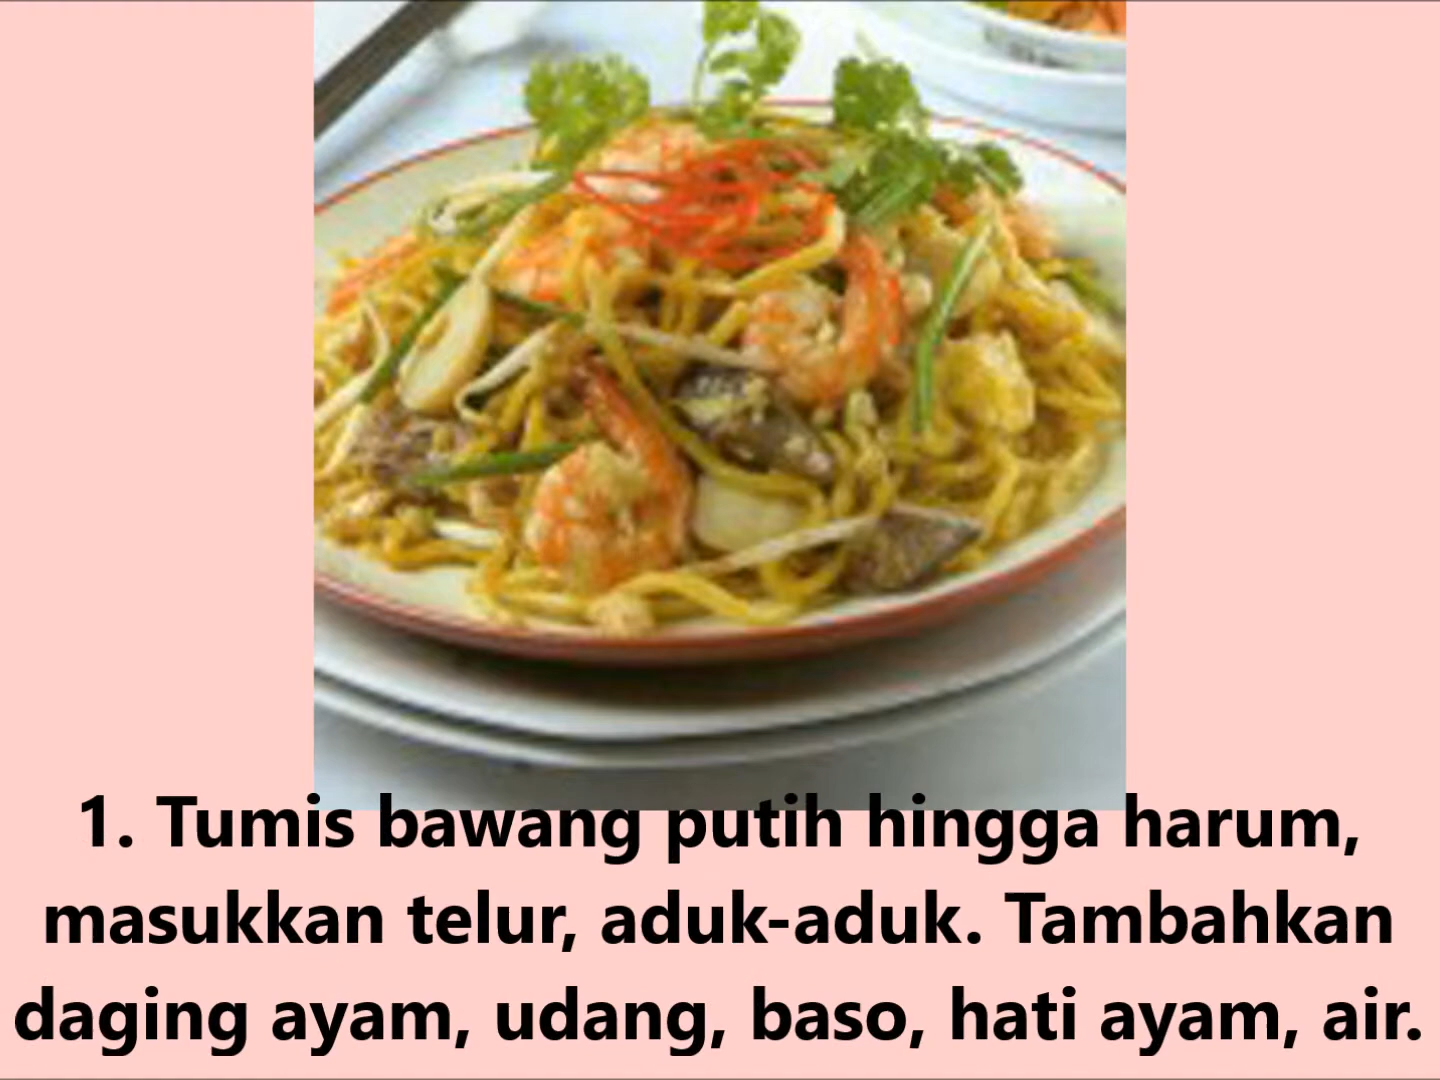 1. Tumis bawang putih hingga harum,
masukkan telur, aduk-aduk. Tambahkan
daging ayam, udang, baso, hati ayam, air.